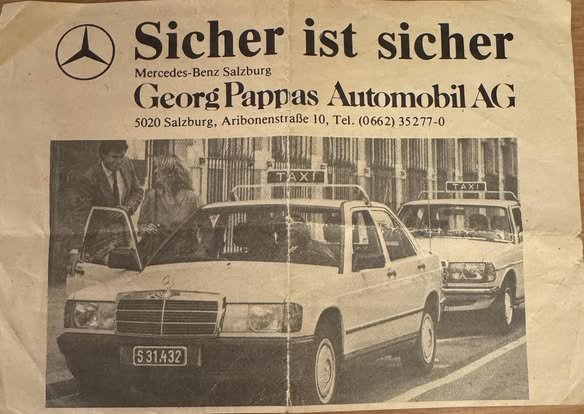 Sicher ist sicher
Mercedes-Benz Salzburg
Georg Pappas Automobil AG
5020 Salzburg, Aribonenstraße 10, Tel. (0662) 35277-0
TAXI
TAXI
S 31.432